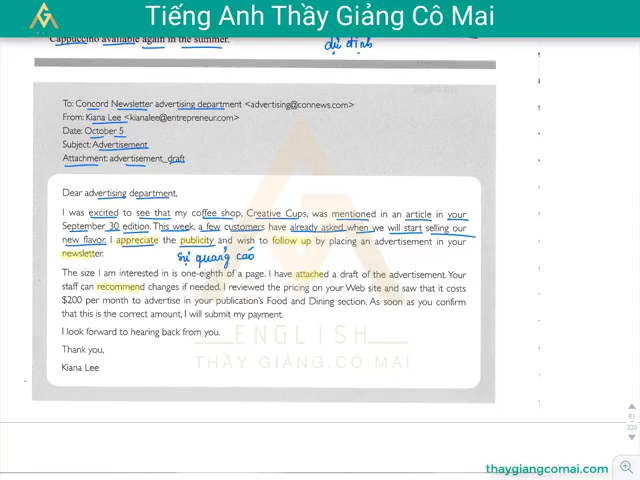 Tiếng Anh Thầy Giảng Cô Mai
Cappuccino available again in the summer.
dự định
To: Concord Newsletter advertising department <advertising@connews.com>
From: Kiana Lee <kianalee@entrepreneur.com>
Date: October 5
Subject: Advertisement
Attachment: advertisement_draft
Dear advertising department,
I was excited to see that my coffee shop, Creative Cups, was mentioned in an article in your
September 30 edition. This week, a few customers have already asked when we will start selling our
new flavor. I appreciate the publicity and wish to follow up by placing an advertisement in your
newsletter.
sự quảng cáo
The size I am interested in is one-eighth of a page. I have attached a draft of the advertisement. Your
staff can recommend changes if needed. I reviewed the pricing on your Web site and saw that it costs
$200 per month to advertise in your publication's Food and Dining section. As soon as you confirm
that this is the correct amount, I will submit my payment.
I look forward to hearing back from you.
ENGLISH
Thank you,
THẦY GIẢNG.CÔ MAI
Kiana Lee
81
220
thaygiangcomai.com